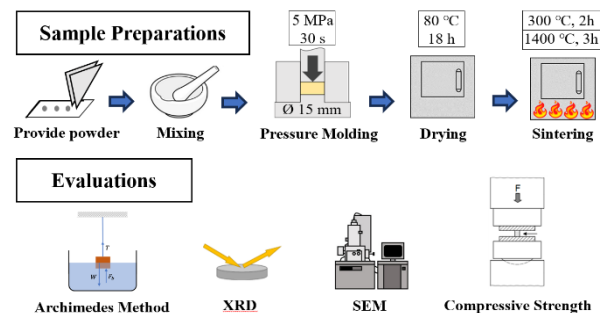 Sample Preparations
5 MPa
30 s
80 ℃
18 h
300 ℃, 2h
1400 ℃, 3h
Ø 15 mm
Provide powder
Mixing
Pressure Molding
Drying
Sintering
Evaluations
T
W
F_b
F
Archimedes Method
XRD
SEM
Compressive Strength